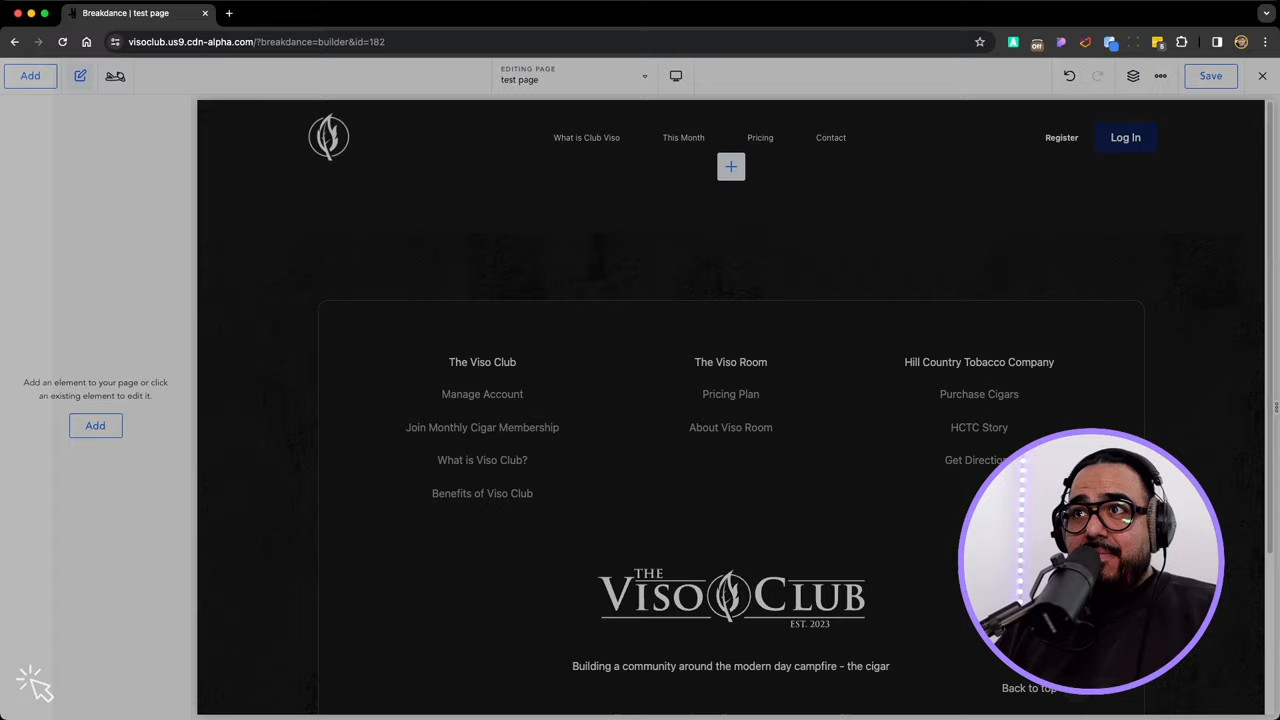 Breakdance | test page
visoclub.us9.cdn-alpha.com/?breakdance=builder&id=182
Off
Add
EDITING PAGE
test page
Save
What is Club Viso
This Month
Pricing
Contact
Register
Log In
Add an element to your page or click
an existing element to edit it.
Add
The Viso Club
Manage Account
Join Monthly Cigar Membership
What is Viso Club?
Benefits of Viso Club
The Viso Room
Pricing Plan
About Viso Room
Hill Country Tobacco Company
Purchase Cigars
HCTC Story
Get Direction
THE
VISO CLUB
EST. 2023
Building a community around the modern day campfire - the cigar
Back to top